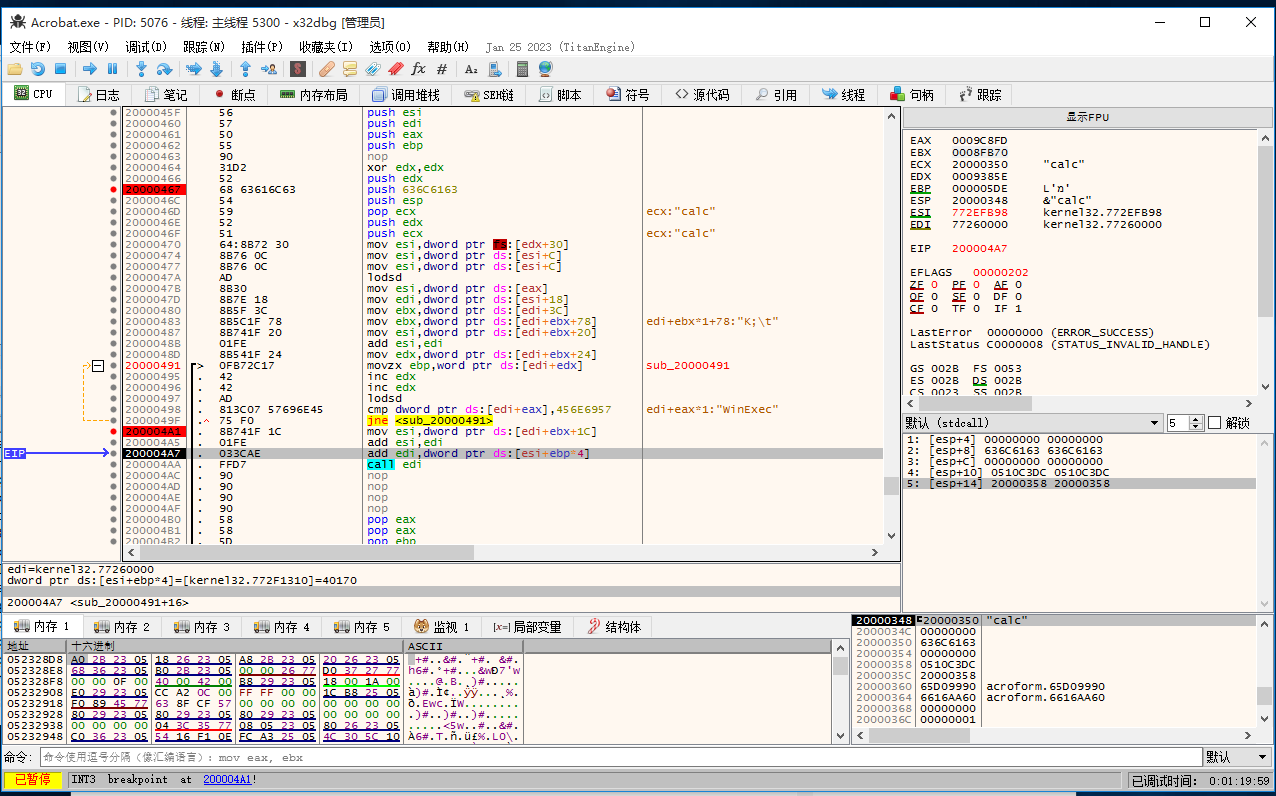 Acrobat.exe - PID: 5076 - 线程: 主线程 5300 - x32dbg [管理员]
文件(F) 视图(V) 调试(D) 跟踪(N) 插件(P) 收藏夹(I) 选项(O) 帮助(H) Jan 25 2023 (TitanEngine)
CPU 日志 笔记 断点 内存布局 调用堆栈 SEH链 脚本 符号 源代码 引用 线程 句柄 跟踪
2000045F 56 push esi
20000460 57 push edi
20000461 50 push eax
20000462 55 push ebp
20000463 90 nop
20000464 31D2 xor edx,edx
20000466 52 push edx
20000467 68 63616C63 push 636C6163
2000046C 54 push esp
2000046D 59 pop ecx ecx:"calc"
2000046E 52 push edx
2000046F 51 push ecx ecx:"calc"
20000470 64:8B72 30 mov esi,dword ptr fs:[edx+30]
20000474 8B76 0C mov esi,dword ptr ds:[esi+C]
20000477 8B76 0C mov esi,dword ptr ds:[esi+C]
2000047A AD lodsd
2000047B 8B30 mov esi,dword ptr ds:[eax]
2000047D 8B7E 18 mov edi,dword ptr ds:[esi+18]
20000480 8B5F 3C mov ebx,dword ptr ds:[edi+3C]
20000483 8B5C1F 78 mov ebx,dword ptr ds:[edi+ebx+78] edi+ebx*1+78:"K;\t"
20000487 8B741F 20 mov esi,dword ptr ds:[edi+ebx+20]
2000048B 01FE add esi,edi
2000048D 8B541F 24 mov edx,dword ptr ds:[edi+ebx+24]
20000491 > 0FB72C17 movzx ebp,word ptr ds:[edi+edx] sub_20000491
20000495 . 42 inc edx
20000496 . 42 inc edx
20000497 . AD lodsd
20000498 . 813C07 57696E45 cmp dword ptr ds:[edi+eax],456E6957 edi+eax*1:"WinExec"
2000049F .^ 75 F0 jne <sub_20000491>
200004A1 . 8B741F 1C mov esi,dword ptr ds:[edi+ebx+1C]
200004A5 . 01FE add esi,edi
EIP 200004A7 . 033CAE add edi,dword ptr ds:[esi+ebp*4]
200004AA . FFD7 call edi
200004AC . 90 nop
200004AD . 90 nop
200004AE . 90 nop
200004AF . 90 nop
200004B0 . 58 pop eax
200004B1 . 58 pop eax
200004B2 . 5D pop ebp
显示FPU
EAX 0009C8FD
EBX 0008FB70
ECX 20000350 "calc"
EDX 0009385E
EBP 000005DE
ESP 20000348 &"calc"
ESI 772EFB98 kernel32.772EFB98
EDI 77260000 kernel32.77260000
EIP 200004A7
EFLAGS 00000202
ZF 0 PF 0 AF 0
OF 0 SF 0 DF 0
CF 0 TF 0 IF 1
LastError 00000000 (ERROR_SUCCESS)
LastStatus C0000008 (STATUS_INVALID_HANDLE)
GS 002B FS 0053
ES 002B DS 002B
CS 0023 SS 002B
默认 (stdcall) 5 解锁
1: [esp+4] 00000000 00000000
2: [esp+8] 636C6163 636C6163
3: [esp+C] 00000000 00000000
4: [esp+10] 0510C3DC 0510C3DC
5: [esp+14] 20000358 20000358
edi=kernel32.77260000
dword ptr ds:[esi+ebp*4]=[kernel32.772F1310]=40170
200004A7 <sub_20000491+16>
内存 1 内存 2 内存 3 内存 4 内存 5 监视 1 局部变量 结构体
地址 十六进制 ASCII
052328D8 A0 2B 23 05 18 26 23 05 A8 2B 23 05 20 26 23 05
052328E8 68 36 23 05 B0 2B 23 05 00 00 26 77 D0 37 27 77
052328F8 00 00 0F 00 40 00 42 00 B8 29 23 05 18 00 1A 00
05232908 E0 29 23 05 CC A2 0C 00 FF FF 00 00 1C B8 25 05
05232918 F0 89 45 77 63 8F CF 57 00 00 00 00 00 00 00 00
05232928 80 29 23 05 80 29 23 05 80 29 23 05 00 00 00 00
05232938 00 00 00 00 04 3C 35 77 08 05 23 05 80 26 23 05
05232948 C0 36 23 05 54 16 F1 0E FC A3 25 05 4C 30 5C 10
20000348 20000350 "calc"
2000034C 00000000
20000350 636C6163
20000354 00000000
20000358 0510C3DC
2000035C 20000358
20000360 65D09990 acroform.65D09990
20000364 6616AA60 acroform.6616AA60
20000368 00000000
2000036C 00000001
命令: 命令使用逗号分隔（像汇编语言）: mov eax, ebx 默认
已暂停 INT3 breakpoint at 200004A1! 已调试时间: 0:01:19:59